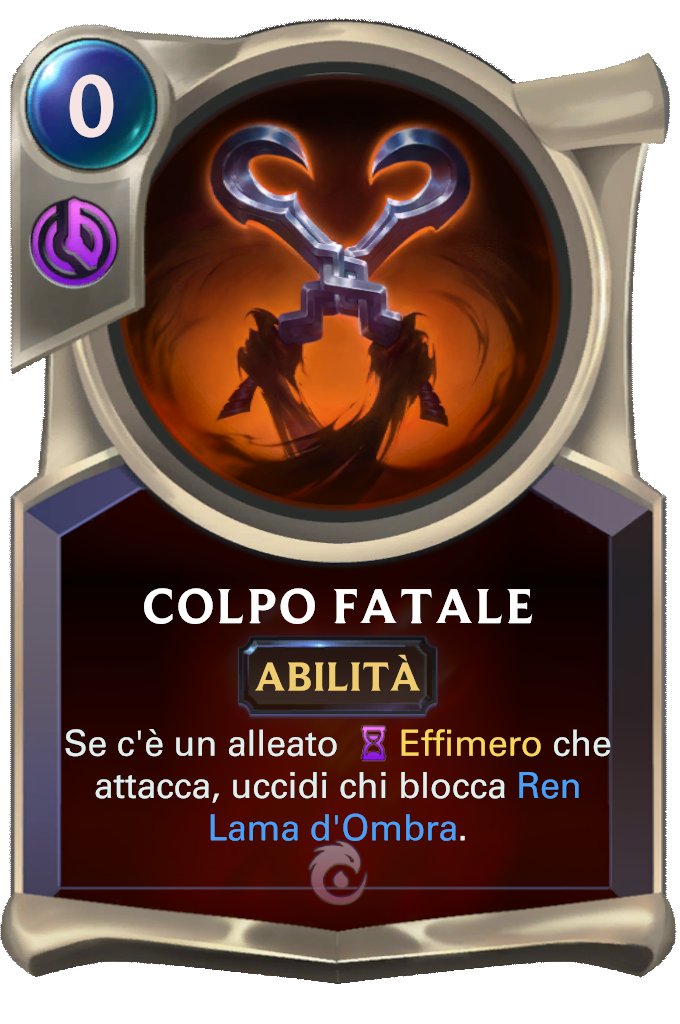 0
COLPO FATALE
ABILITÀ
Se c'è un alleato Effimero che
attacca, uccidi chi blocca Ren
Lama d'Ombra.